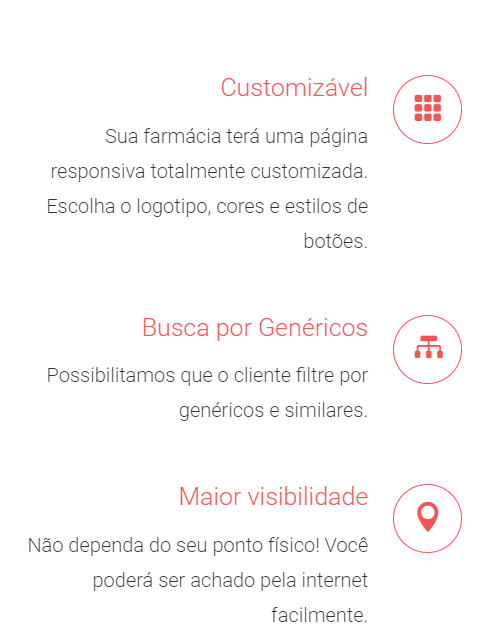 Customizável
Sua farmácia terá uma página
responsiva totalmente customizada.
Escolha o logotipo, cores e estilos de
botões.
Busca por Genéricos
Possibilitamos que o cliente filtre por
genéricos e similares.
Maior visibilidade
Não dependa do seu ponto físico! Você
poderá ser achado pela internet
facilmente.